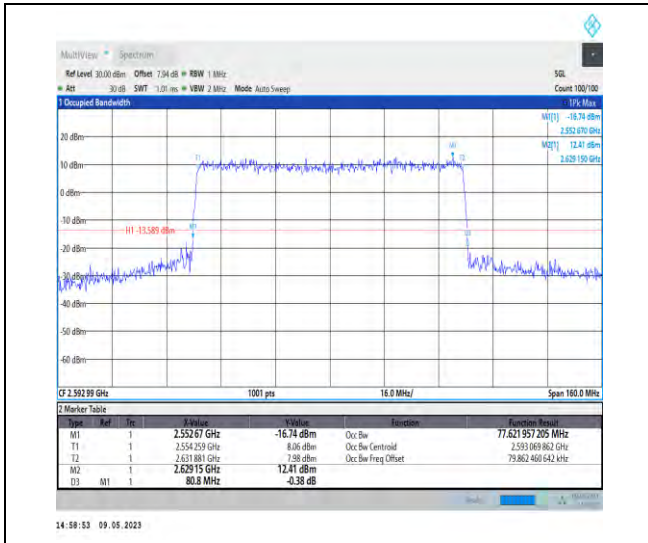 MultiView Spectrum
Ref Level 30.00 dBm Offset 7.94 dB RBW 1 MHz SGL
Att 30 dB SWT 1.01 ms VBW 2 MHz Mode Auto Sweep Count 100/100
1 Occupied Bandwidth 1Pk Max
M1[1] -16.74 dBm
2.552 670 GHz
M2[1] 12.41 dBm
2.629 150 GHz
20 dBm
M2
T1 T2
10 dBm
0 dBm
-10 dBm
H1 -13.589 dBm
M1
D3
-20 dBm
-30 dBm
-40 dBm
-50 dBm
-60 dBm
CF 2.592 99 GHz 1001 pts 16.0 MHz/ Span 160.0 MHz
2 Marker Table
Type Ref Trc X-Value Y-Value Function Function Result
M1 1 2.552 67 GHz -16.74 dBm Occ Bw 77.621 957 205 MHz
T1 1 2.554 259 GHz 8.06 dBm Occ Bw Centroid 2.593 069 862 GHz
T2 1 2.631 881 GHz 7.98 dBm Occ Bw Freq Offset 79.862 460 642 kHz
M2 1 2.629 15 GHz 12.41 dBm
D3 M1 1 80.8 MHz -0.38 dB
14:58:53 09.05.2023